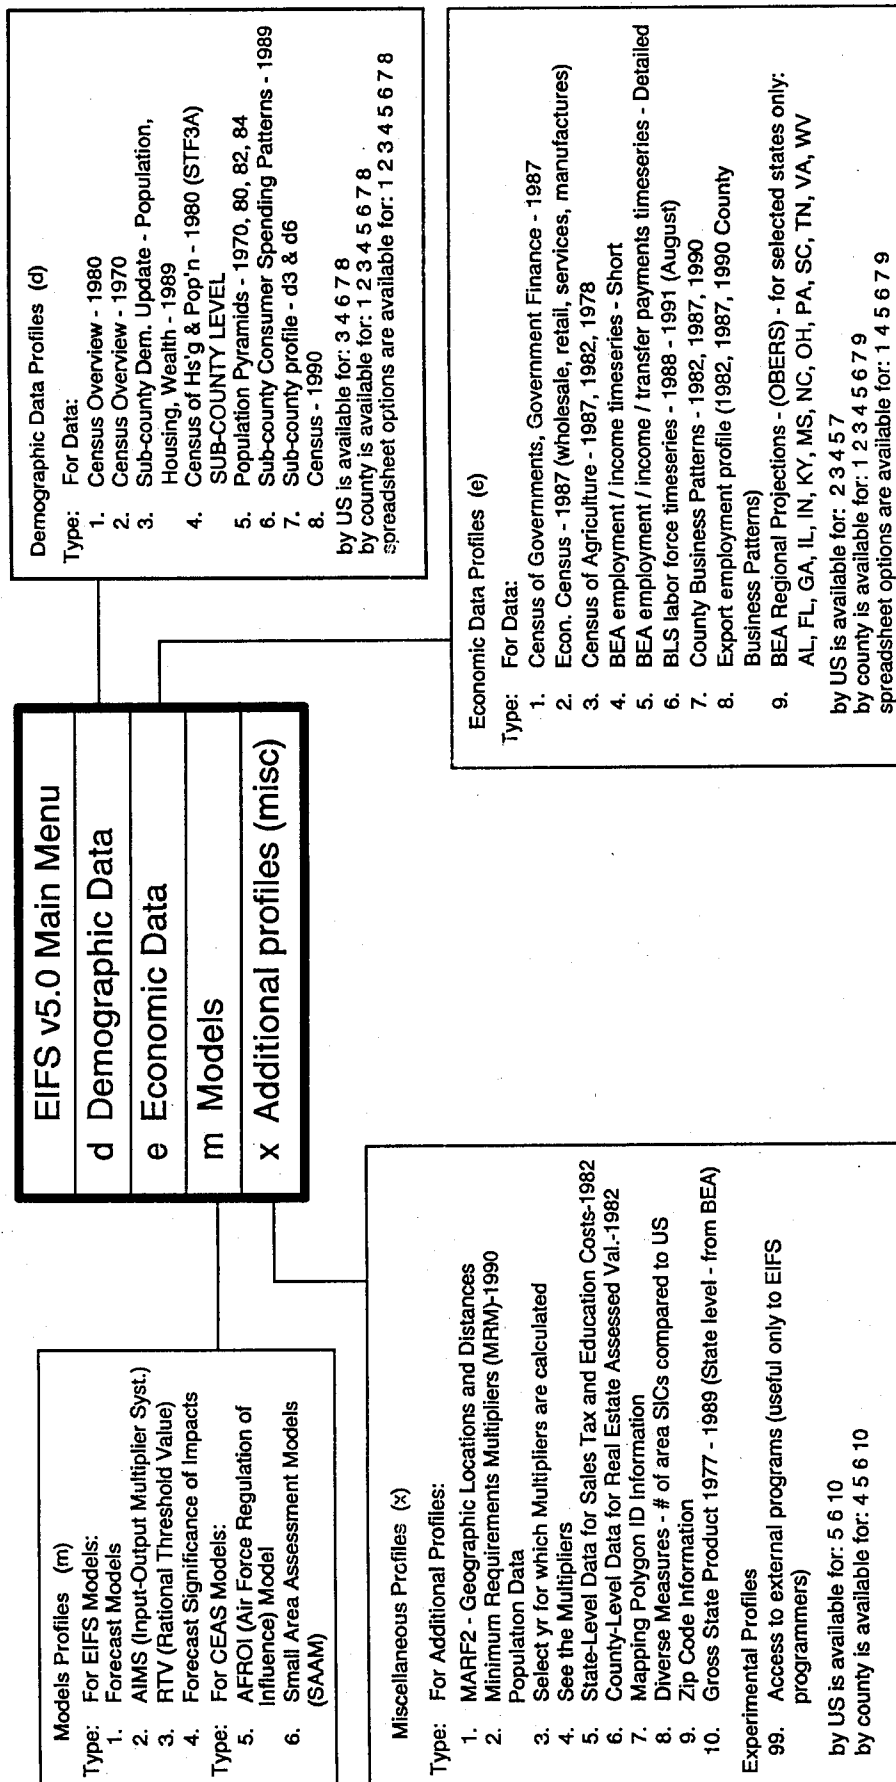 EIFS v5.0 Main Menu
d Demographic Data
e Economic Data
m Models
x Additional profiles (misc)
Models Profiles (m)
Type: For EIFS Models:
1. Forecast Models
2. AIMS (Input-Output Multiplier Syst.)
3. RTV (Rational Threshold Value)
4. Forecast Significance of Impacts
Type: For CEAS Models:
5. AFROI (Air Force Regulation of
Influence) Model
6. Small Area Assessment Models
(SAAM)
Demographic Data Profiles (d)
Type: For Data:
1. Census Overview - 1980
2. Census Overview - 1970
3. Sub-county Dem. Update - Population,
Housing, Wealth - 1989
4. Census of Hs'g & Pop'n - 1980 (STF3A)
SUB-COUNTY LEVEL
5. Population Pyramids - 1970, 80, 82, 84
6. Sub-county Consumer Spending Patterns - 1989
7. Sub-county profile - d3 & d6
8. Census - 1990
by US is available for: 3 4 6 7 8
by county is available for: 1 2 3 4 5 6 7 8
spreadsheet options are available for: 1 2 3 4 5 6 7 8
Miscellaneous Profiles (x)
Type: For Additional Profiles:
1. MARF2 - Geographic Locations and Distances
2. Minimum Requirements Multipliers (MRM)-1990
Population Data
3. Select yr for which Multipliers are calculated
4. See the Multipliers
5. State-Level Data for Sales Tax and Education Costs-1982
6. County-Level Data for Real Estate Assessed Val.-1982
7. Mapping Polygon ID Information
8. Diverse Measures - # of area SICs compared to US
9. Zip Code Information
10. Gross State Product 1977 - 1989 (State level - from BEA)
Experimental Profiles
99. Access to external programs (useful only to EIFS
programmers)
by US is available for: 5 6 10
by county is available for: 4 5 6 10
Economic Data Profiles (e)
Type: For Data:
1. Census of Governments, Government Finance - 1987
2. Econ. Census - 1987 (wholesale, retail, services, manufactures)
3. Census of Agriculture - 1987, 1982, 1978
4. BEA employment / income timeseries - Short
5. BEA employment / income / transfer payments timeseries - Detailed
6. BLS labor force timeseries - 1988 - 1991 (August)
7. County Business Patterns - 1982, 1987, 1990
8. Export employment profile (1982, 1987, 1990 County
Business Patterns)
9. BEA Regional Projections - (OBERS) - for selected states only:
AL, FL, GA, IL, IN, KY, MS, NC, OH, PA, SC, TN, VA, WV
by US is available for: 2 3 4 5 7
by county is available for: 1 2 3 4 5 6 7 9
spreadsheet options are available for: 1 4 5 6 7 9